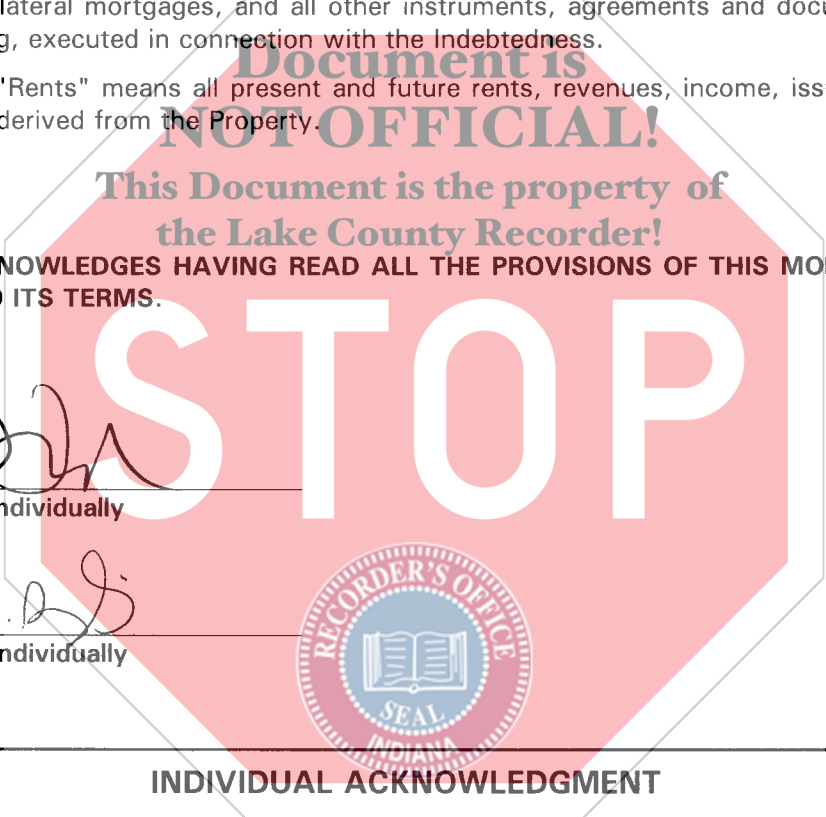 lateral mortgages, and all other instruments, agreements and docu
g, executed in connection with the Indebtedness.
Document is
"Rents" means all present and future rents, revenues, income, iss
derived from the Property.
NOT OFFICIAL!
This Document is the property of
the Lake County Recorder!
NOWLEDGES HAVING READ ALL THE PROVISIONS OF THIS MO
ITS TERMS.
STOP
ndividually
ndividually
RECORDER'S OFFICE
SEAL
INDIANA
INDIVIDUAL ACKNOWLEDGMENT